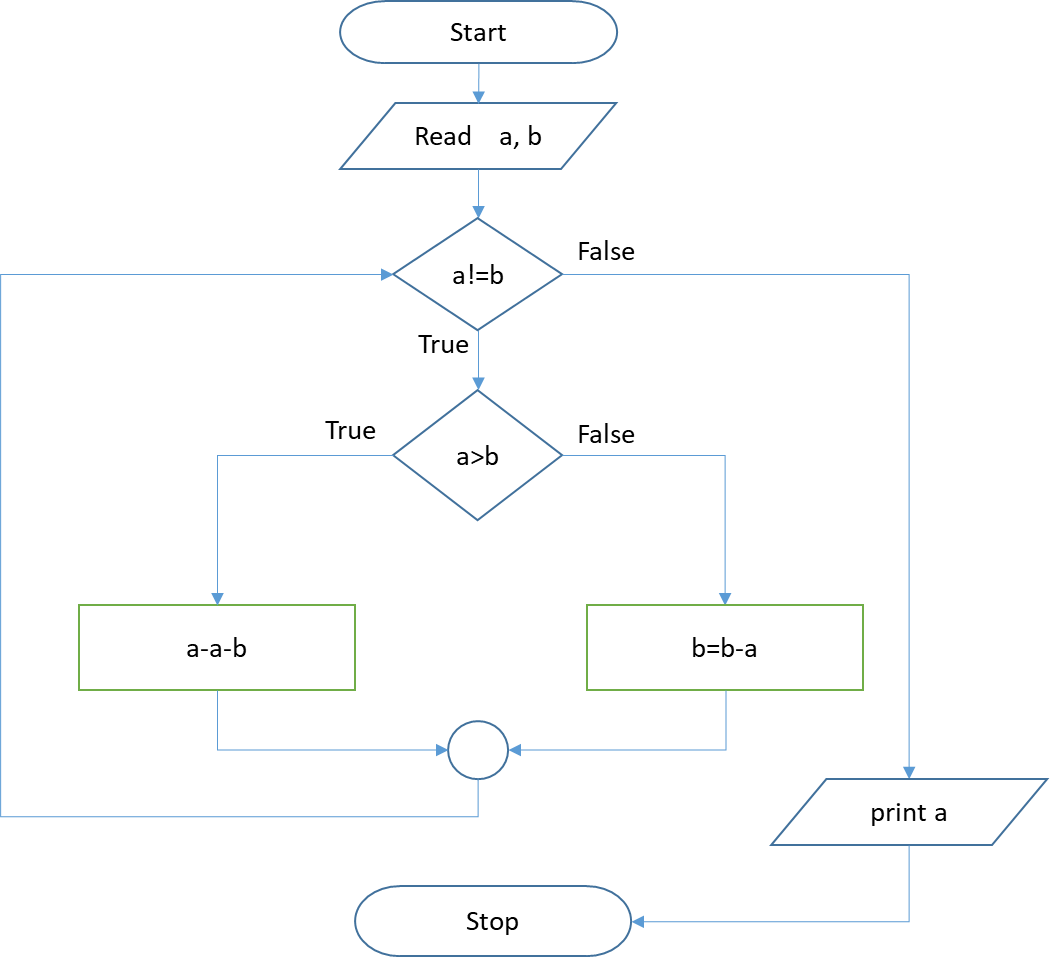 Start
Read a, b
a!=b
False
True
a>b
True
False
a-a-b
b=b-a
print a
Stop